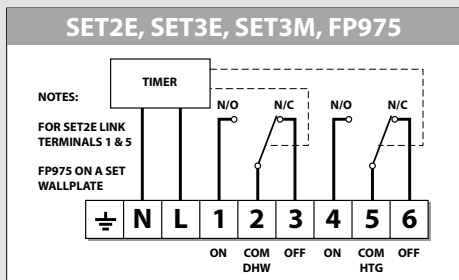 SET2E, SET3E, SET3M, FP975
TIMER
NOTES:
FOR SET2E LINK
TERMINALS 1 & 5
FP975 ON A SET
WALLPLATE
N/O N/C N/O N/C
N L 1 2 3 4 5 6
ON COM OFF ON COM OFF
DHW HTG